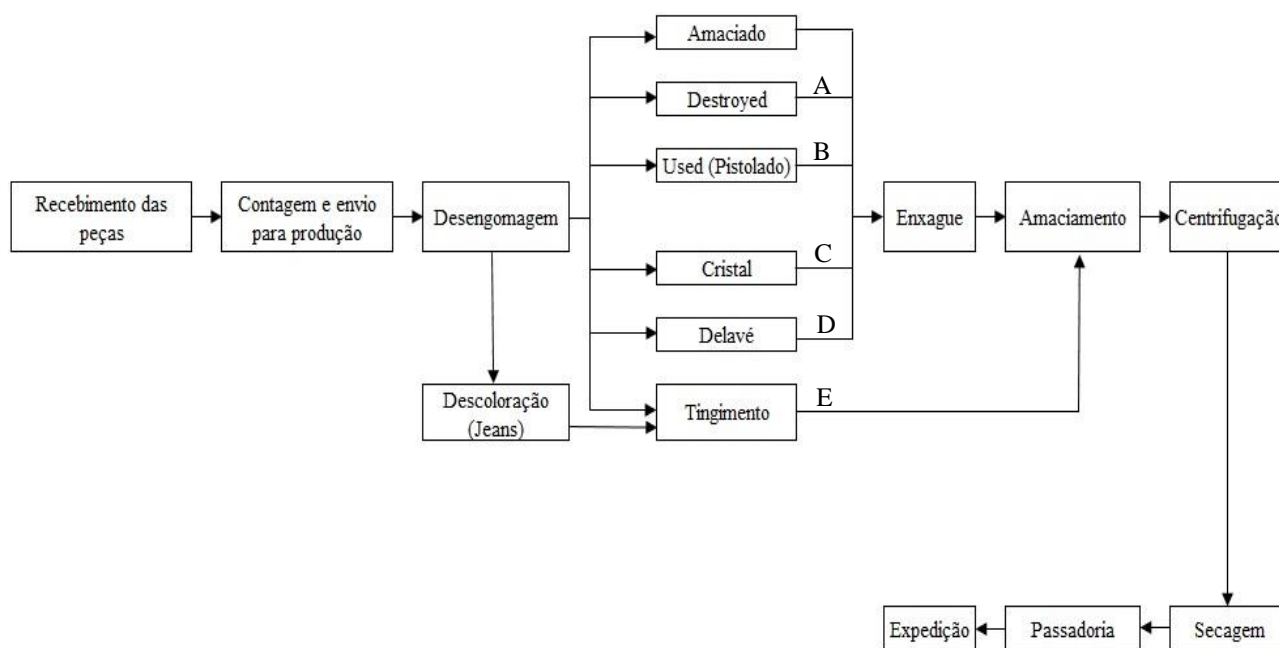 Amaciado
Destroyed
A
Used (Pistolado)
B
Recebimento das
peças
Contagem e envio
para produção
Desengomagem
Enxague
Amaciamento
Centrifugação
Cristal
C
Delavé
D
Descoloração
(Jeans)
Tingimento
E
Expedição
Passadoria
Secagem